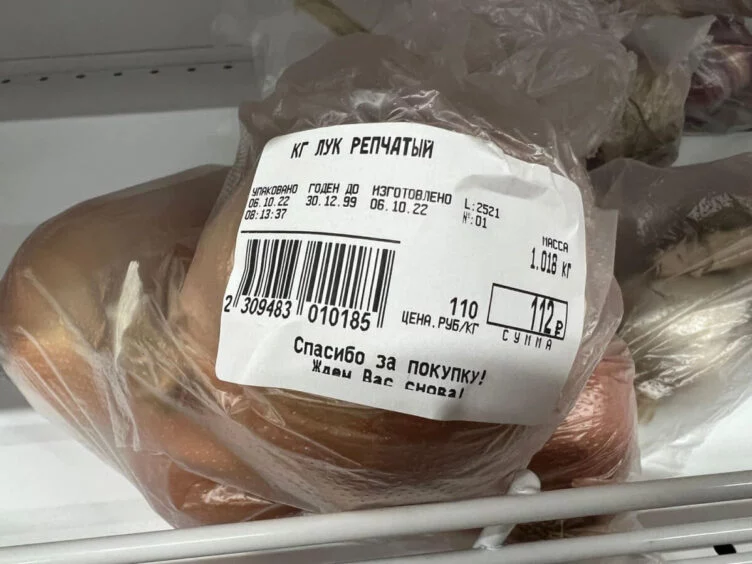 КГ ЛУК РЕПЧАТЫЙ
УПАКОВАНО ГОДЕН ДО ИЗГОТОВЛЕНО L:2521
06.10.22 30.12.99 06.10.22 №:01
08:13:37
МАССА
1.018 КГ
2 309483 010185
110 112₽
ЦЕНА.РУБ/КГ СУММА
Спасибо за покупку!
Ждем Вас снова!